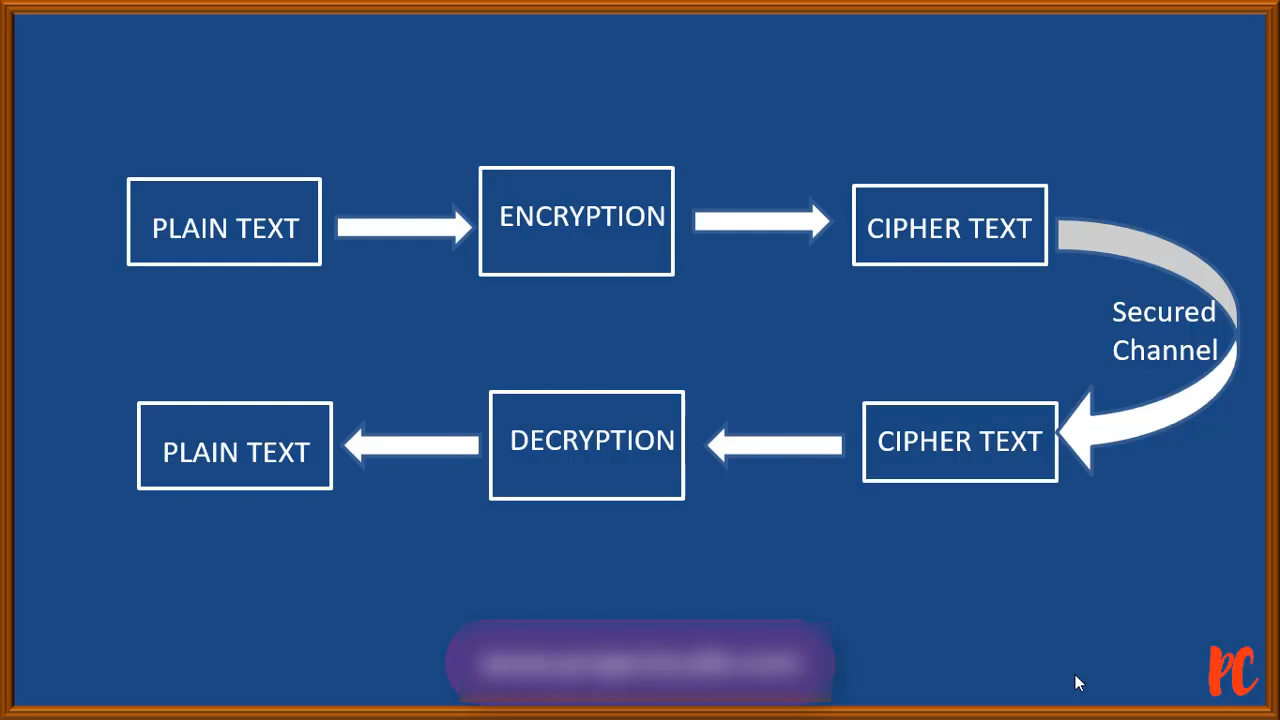 PLAIN TEXT
ENCRYPTION
CIPHER TEXT
Secured
Channel
CIPHER TEXT
DECRYPTION
PLAIN TEXT
PC